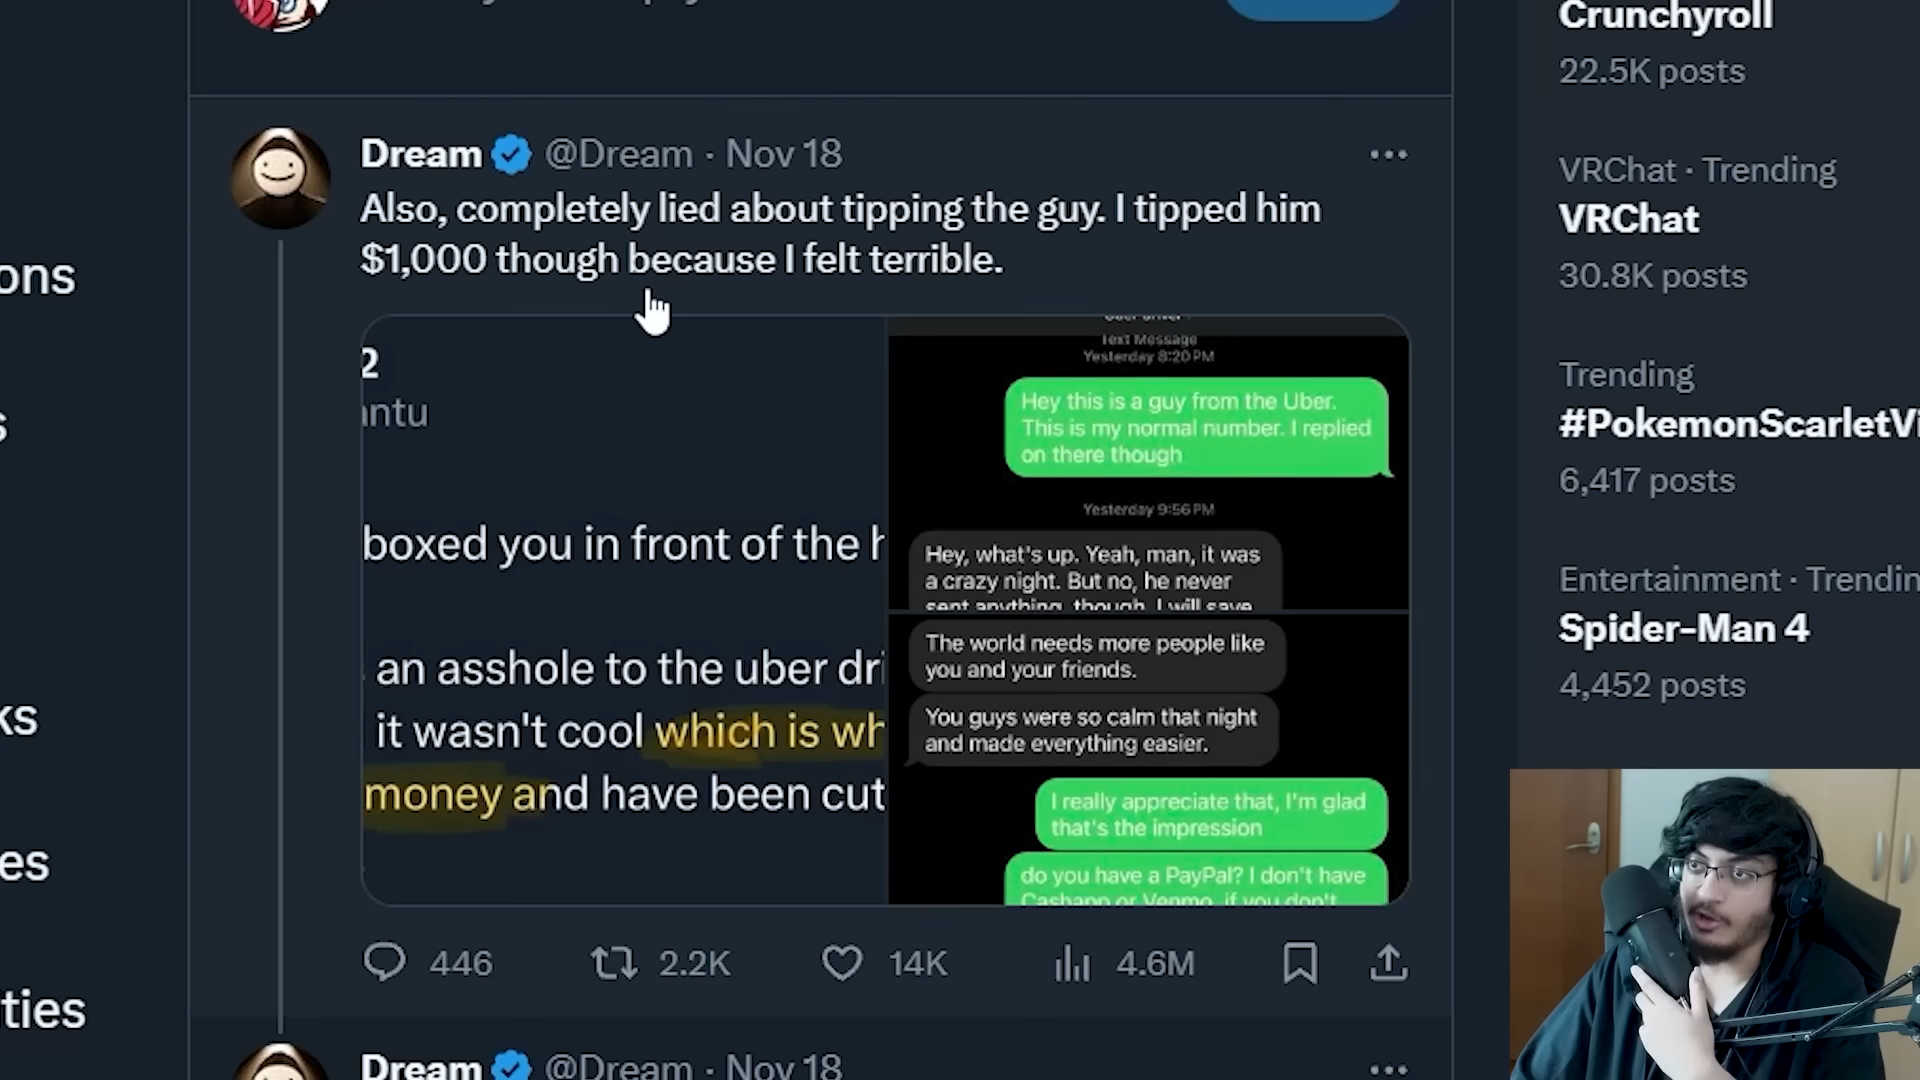 Dream @Dream · Nov 18
Also, completely lied about tipping the guy. I tipped him
$1,000 though because I felt terrible.
2
antu
boxed you in front of the h
an asshole to the uber dri
it wasn't cool which is wh
money and have been cut
Text Message
Yesterday 8:20 PM
Hey this is a guy from the Uber.
This is my normal number. I replied
on there though
Yesterday 9:56 PM
Hey, what's up. Yeah, man, it was
a crazy night. But no, he never
sent anything, though. I will save
The world needs more people like
you and your friends.
You guys were so calm that night
and made everything easier.
I really appreciate that, I'm glad
that's the impression
do you have a PayPal? I don't have
Cashapp or Venmo, if you don't
446 2.2K 14K 4.6M
Dream @Dream · Nov 18
ons
s
ks
es
ties
Crunchyroll
22.5K posts
VRChat · Trending
VRChat
30.8K posts
Trending
#PokemonScarletVi
6,417 posts
Entertainment · Trendin
Spider-Man 4
4,452 posts